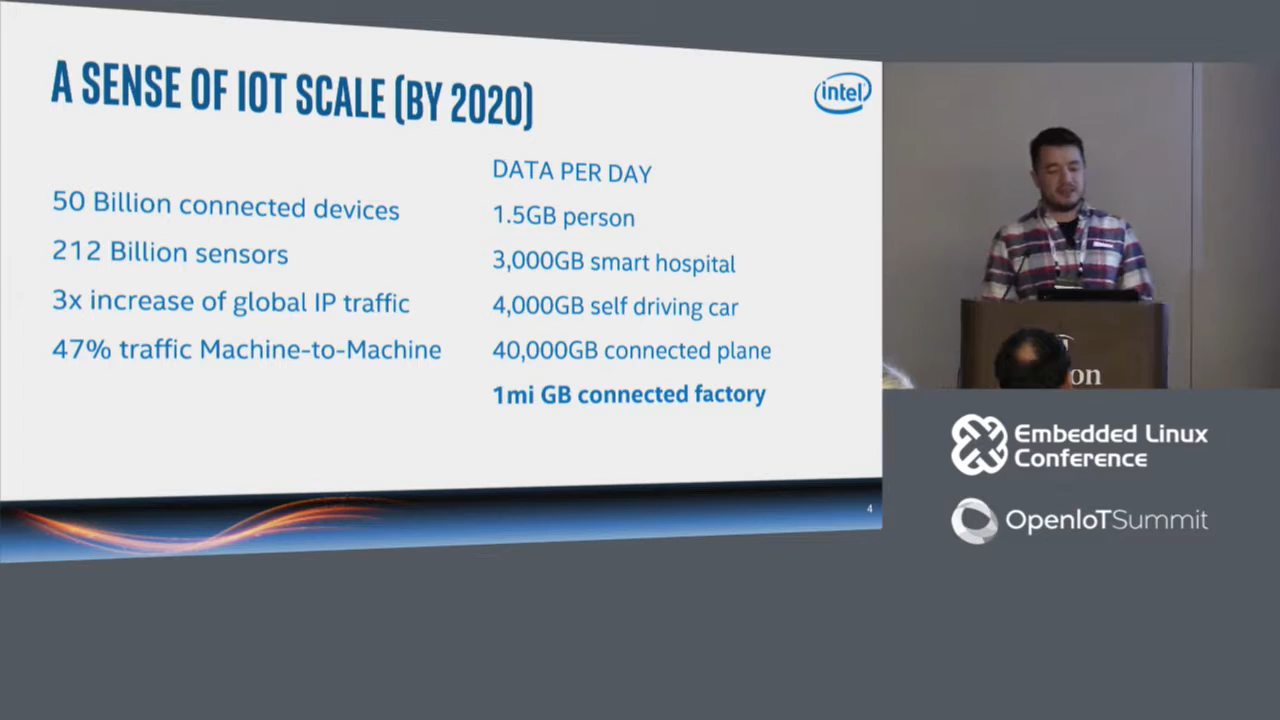 A SENSE OF IOT SCALE (BY 2020)
intel
50 Billion connected devices
212 Billion sensors
3x increase of global IP traffic
47% traffic Machine-to-Machine
DATA PER DAY
1.5GB person
3,000GB smart hospital
4,000GB self driving car
40,000GB connected plane
1mi GB connected factory
4
Embedded Linux
Conference
OpenIoTSummit